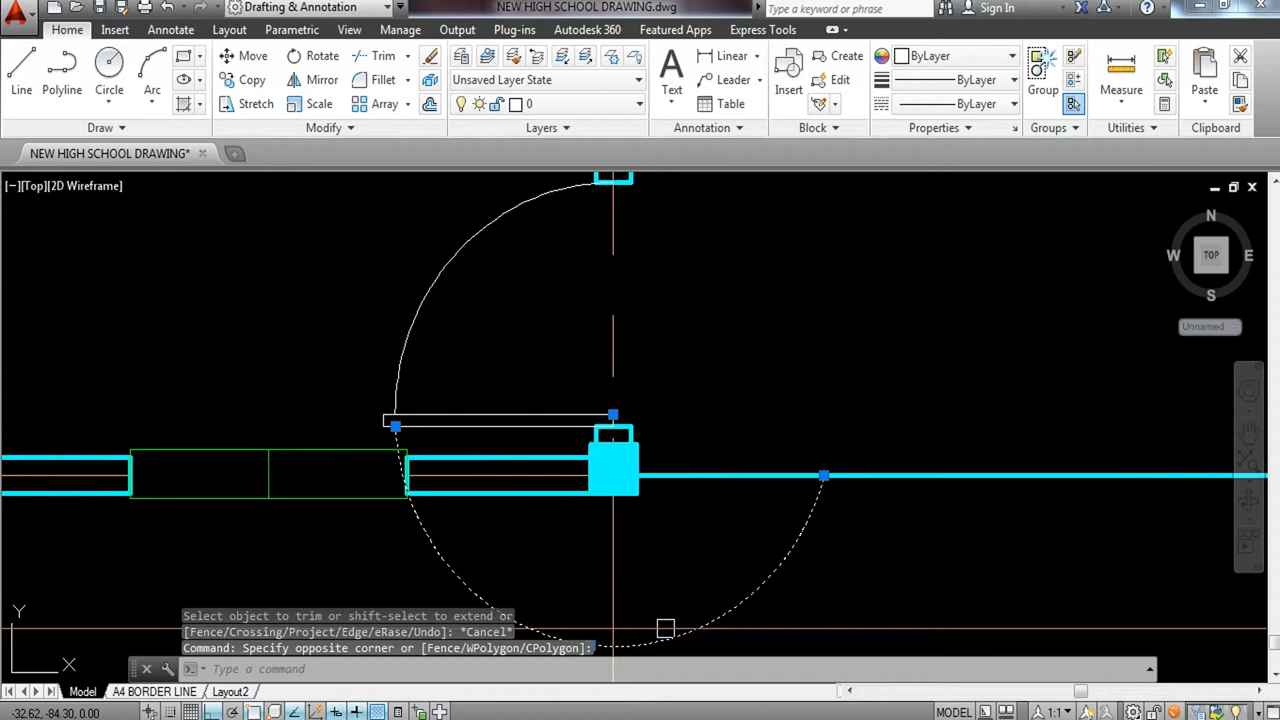 Drafting & Annotation
NEW HIGH SCHOOL DRAWING.dwg
Type a keyword or phrase
Sign In
Home Insert Annotate Layout Parametric View Manage Output Plug-ins Autodesk 360 Featured Apps Express Tools
Line Polyline Circle Arc
Move Rotate Trim
Copy Mirror Fillet
Stretch Scale Array
Unsaved Layer State
0
Text
Linear
Leader
Table
Insert
Create
Edit
ByLayer
ByLayer
ByLayer
Group
Measure
Paste
Draw Modify Layers Annotation Block Properties Groups Utilities Clipboard
NEW HIGH SCHOOL DRAWING*
[−][Top][2D Wireframe]
N
W TOP E
S
Unnamed
Y
X
Select object to trim or shift-select to extend or
[Fence/Crossing/Project/Edge/eRase/Undo]: *Cancel*
Command: Specify opposite corner or [Fence/WPolygon/CPolygon]:
Type a command
Model A4 BORDER LINE Layout2
-32.62, -84.30, 0.00
MODEL
1:1